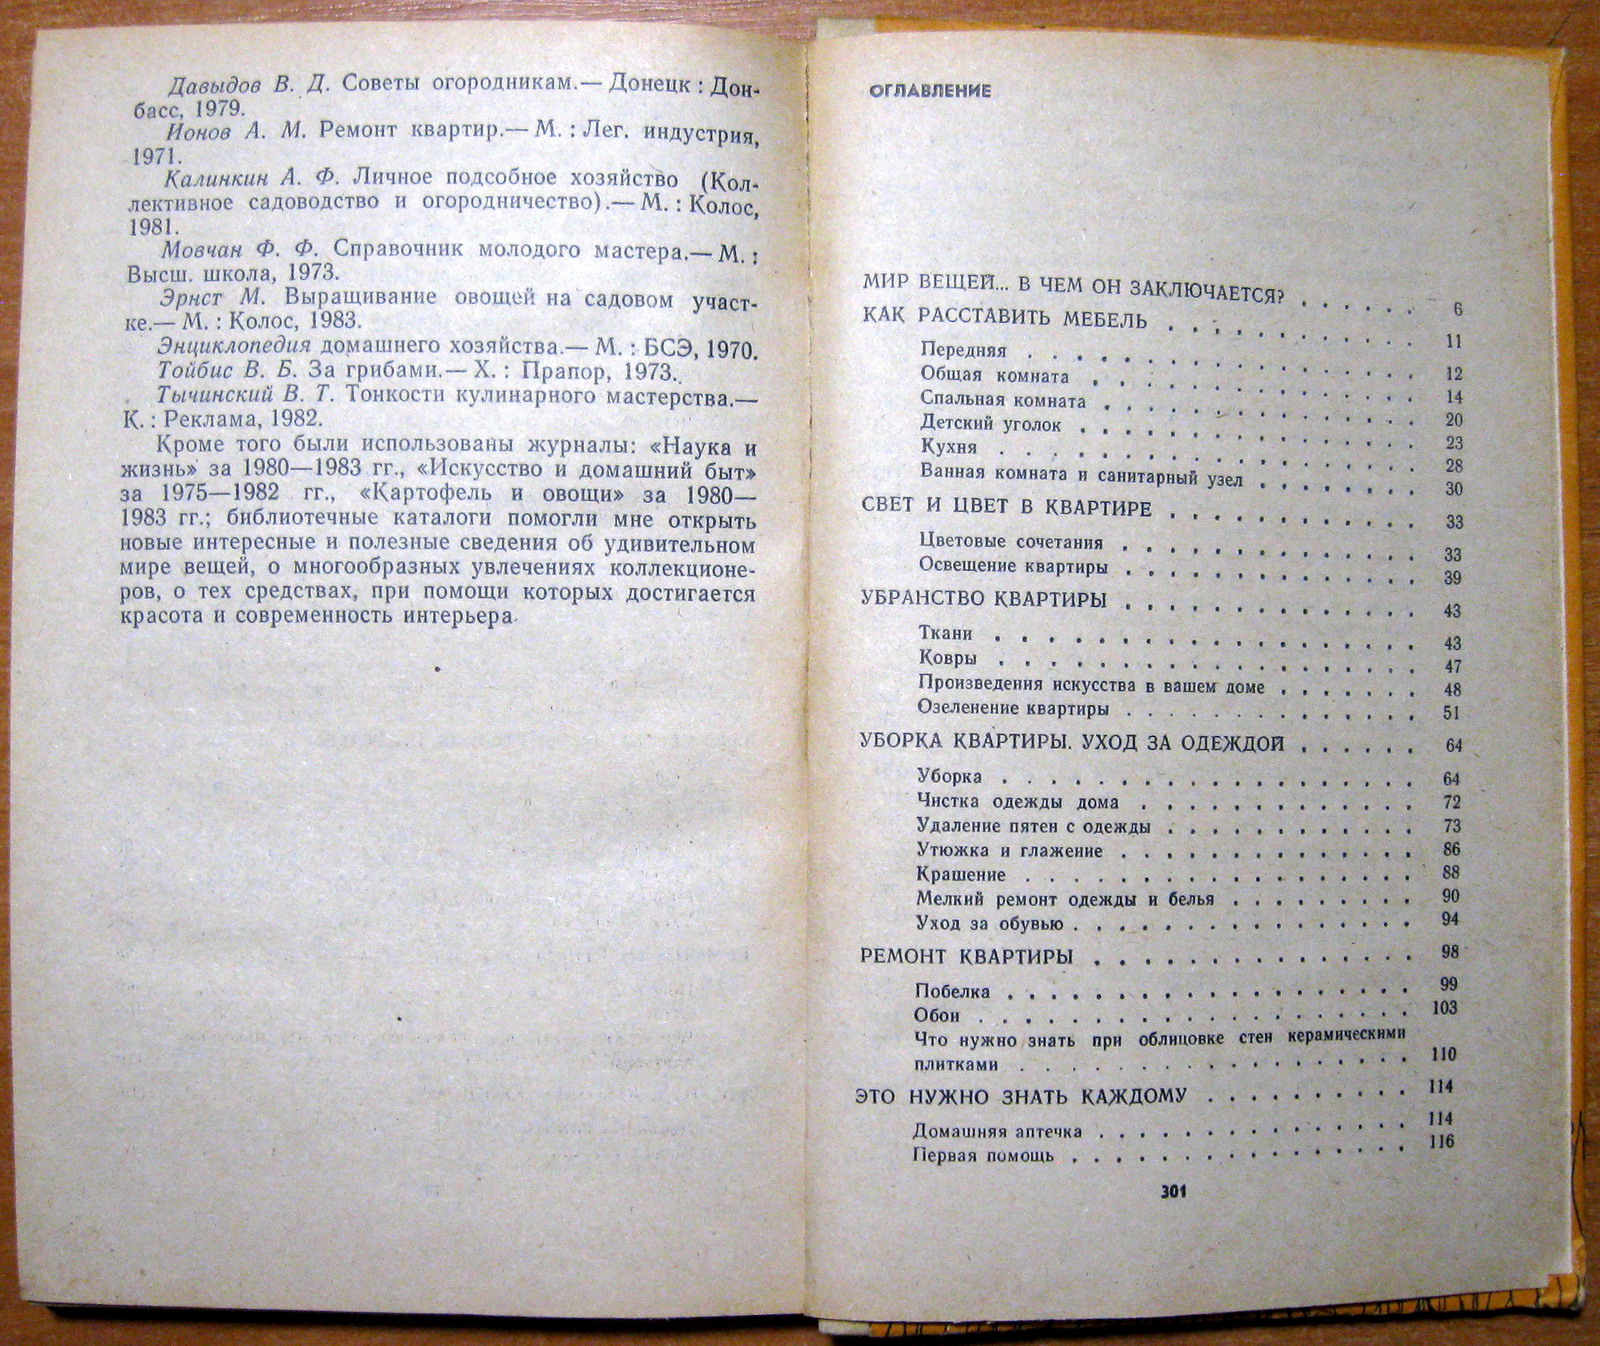 Давыдов В. Д. Советы огородникам.— Донецк : Дон-
басс, 1979.
Ионов А. М. Ремонт квартир.— М. : Лег. индустрия,
1971.
Калинкин А. Ф. Личное подсобное хозяйство (Кол-
лективное садоводство и огородничество).— М. : Колос,
1981.
Мовчан Ф. Ф. Справочник молодого мастера.— М. :
Высш. школа, 1973.
Эрнст М. Выращивание овощей на садовом участ-
ке.— М. : Колос, 1983.
Энциклопедия домашнего хозяйства.— М. : БСЭ, 1970.
Тойбис В. Б. За грибами.— Х. : Прапор, 1973.
Тычинский В. Т. Тонкости кулинарного мастерства.—
К. : Реклама, 1982.
Кроме того были использованы журналы: «Наука и
жизнь» за 1980—1983 гг., «Искусство и домашний быт»
за 1975—1982 гг., «Картофель и овощи» за 1980—
1983 гг.; библиотечные каталоги помогли мне открыть
новые интересные и полезные сведения об удивительном
мире вещей, о многообразных увлечениях коллекционе-
ров, о тех средствах, при помощи которых достигается
красота и современность интерьера.
ОГЛАВЛЕНИЕ
МИР ВЕЩЕЙ... В ЧЕМ ОН ЗАКЛЮЧАЕТСЯ? . . . . . 6
КАК РАССТАВИТЬ МЕБЕЛЬ . . . . . . . . . . 11
Передняя . . . . . . . . . . . . . . 12
Общая комната . . . . . . . . . . . . 14
Спальная комната . . . . . . . . . . . 20
Детский уголок . . . . . . . . . . . . 23
Кухня . . . . . . . . . . . . . . . 28
Ванная комната и санитарный узел . . . . . . 30
СВЕТ И ЦВЕТ В КВАРТИРЕ . . . . . . . . . . 33
Цветовые сочетания . . . . . . . . . . . 33
Освещение квартиры . . . . . . . . . . . 39
УБРАНСТВО КВАРТИРЫ . . . . . . . . . . . 43
Ткани . . . . . . . . . . . . . . . 43
Ковры . . . . . . . . . . . . . . . 47
Произведения искусства в вашем доме . . . . . 48
Озеленение квартиры . . . . . . . . . . . 51
УБОРКА КВАРТИРЫ. УХОД ЗА ОДЕЖДОЙ . . . . . 64
Уборка . . . . . . . . . . . . . . . 64
Чистка одежды дома . . . . . . . . . . 72
Удаление пятен с одежды . . . . . . . . . 73
Утюжка и глажение . . . . . . . . . . . 86
Крашение . . . . . . . . . . . . . . 88
Мелкий ремонт одежды и белья . . . . . . . 90
Уход за обувью . . . . . . . . . . . . 94
РЕМОНТ КВАРТИРЫ . . . . . . . . . . . . 98
Побелка . . . . . . . . . . . . . . 99
Обои . . . . . . . . . . . . . . . 103
Что нужно знать при облицовке стен керамическими
плитками . . . . . . . . . . . . . . 110
ЭТО НУЖНО ЗНАТЬ КАЖДОМУ . . . . . . . . 114
Домашняя аптечка . . . . . . . . . . . 114
Первая помощь . . . . . . . . . . . . 116
301